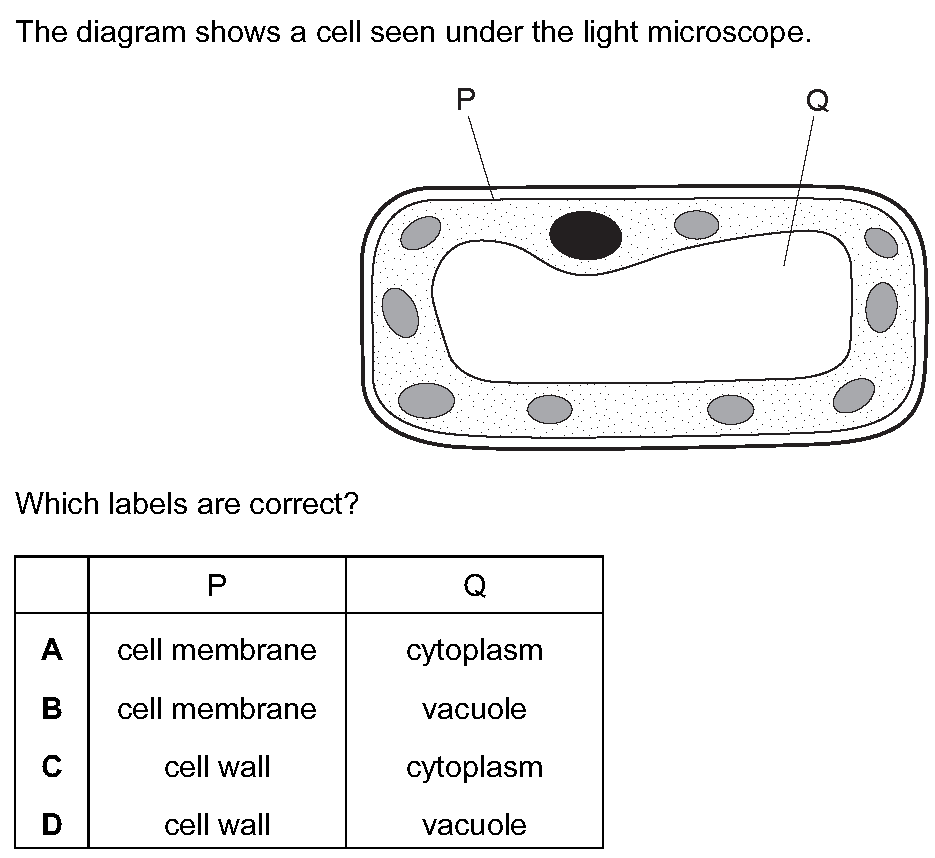 The diagram shows a cell seen under the light microscope.
P Q
Which labels are correct?
P Q
A cell membrane cytoplasm
B cell membrane vacuole
C cell wall cytoplasm
D cell wall vacuole